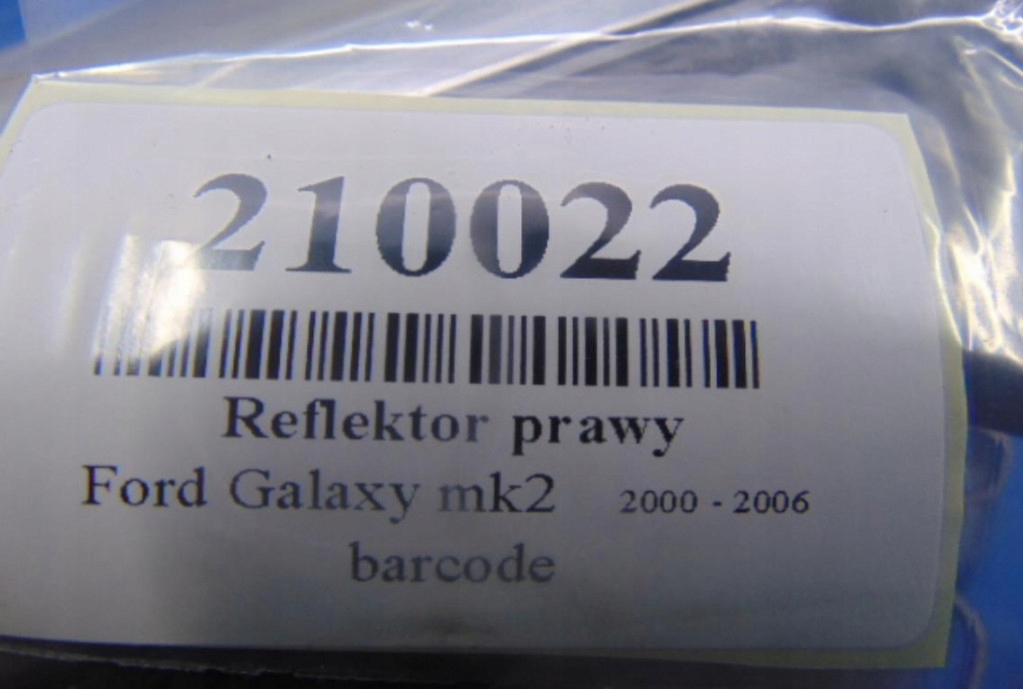 210022
Reflektor prawy
Ford Galaxy mk2 2000 - 2006
barcode